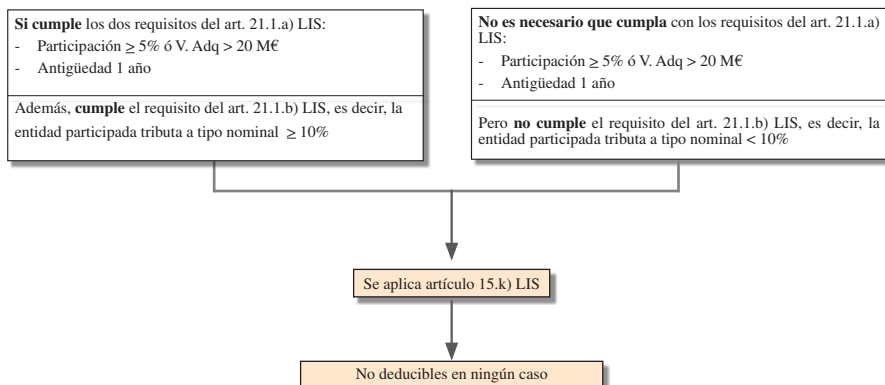 Si cumple los dos requisitos del art. 21.1.a) LIS:
- Participación ≥ 5% ó V. Adq > 20 M€
- Antigüedad 1 año
Además, cumple el requisito del art. 21.1.b) LIS, es decir, la
entidad participada tributa a tipo nominal ≥ 10%
No es necesario que cumpla con los requisitos del art. 21.1.a)
LIS:
- Participación ≥ 5% ó V. Adq > 20 M€
- Antigüedad 1 año
Pero no cumple el requisito del art. 21.1.b) LIS, es decir, la
entidad participada tributa a tipo nominal < 10%
Se aplica artículo 15.k) LIS
No deducibles en ningún caso